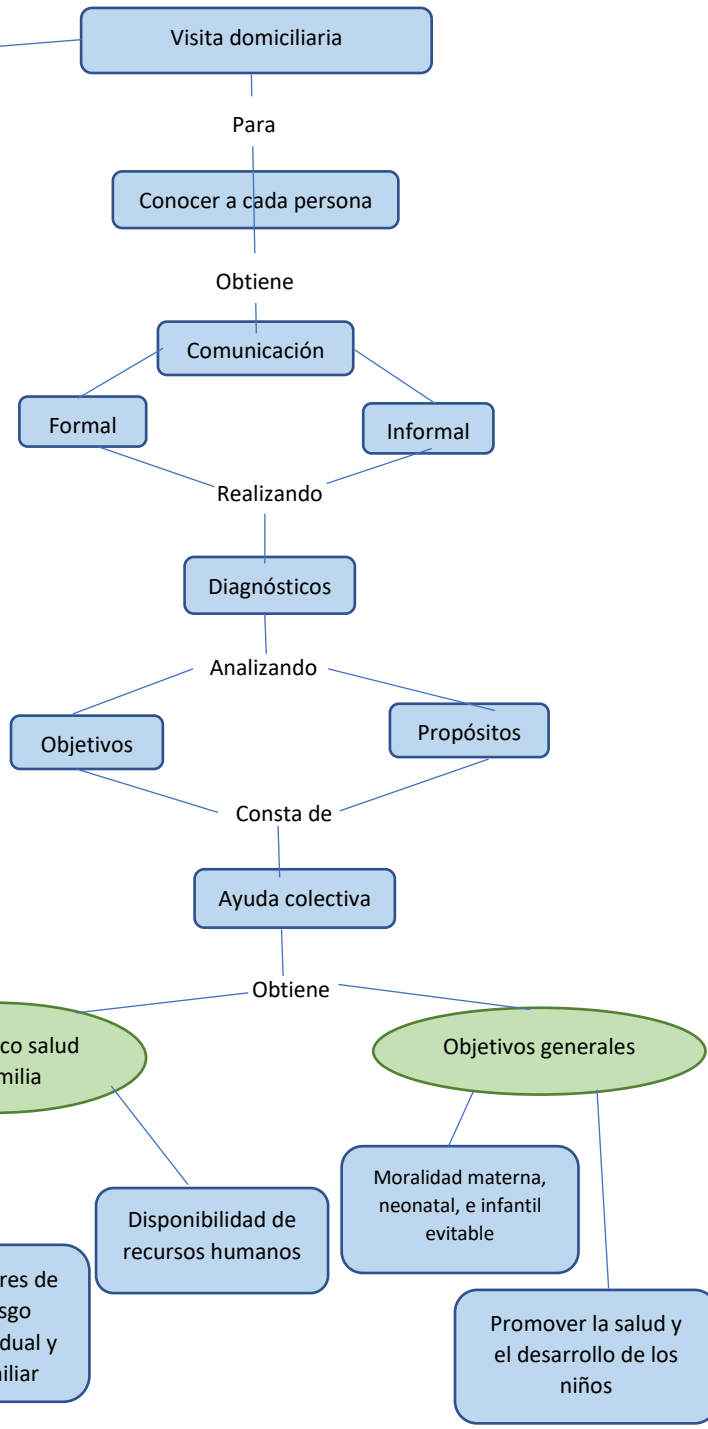 Visita domiciliaria
Para
Conocer a cada persona
Obtiene
Comunicación
Formal
Informal
Realizando
Diagnósticos
Analizando
Objetivos
Propósitos
Consta de
Ayuda colectiva
Obtiene
salud
Objetivos generales
Disponibilidad de
recursos humanos
Moralidad materna,
neonatal, e infantil
evitable
de
y
Promover la salud y
el desarrollo de los
niños